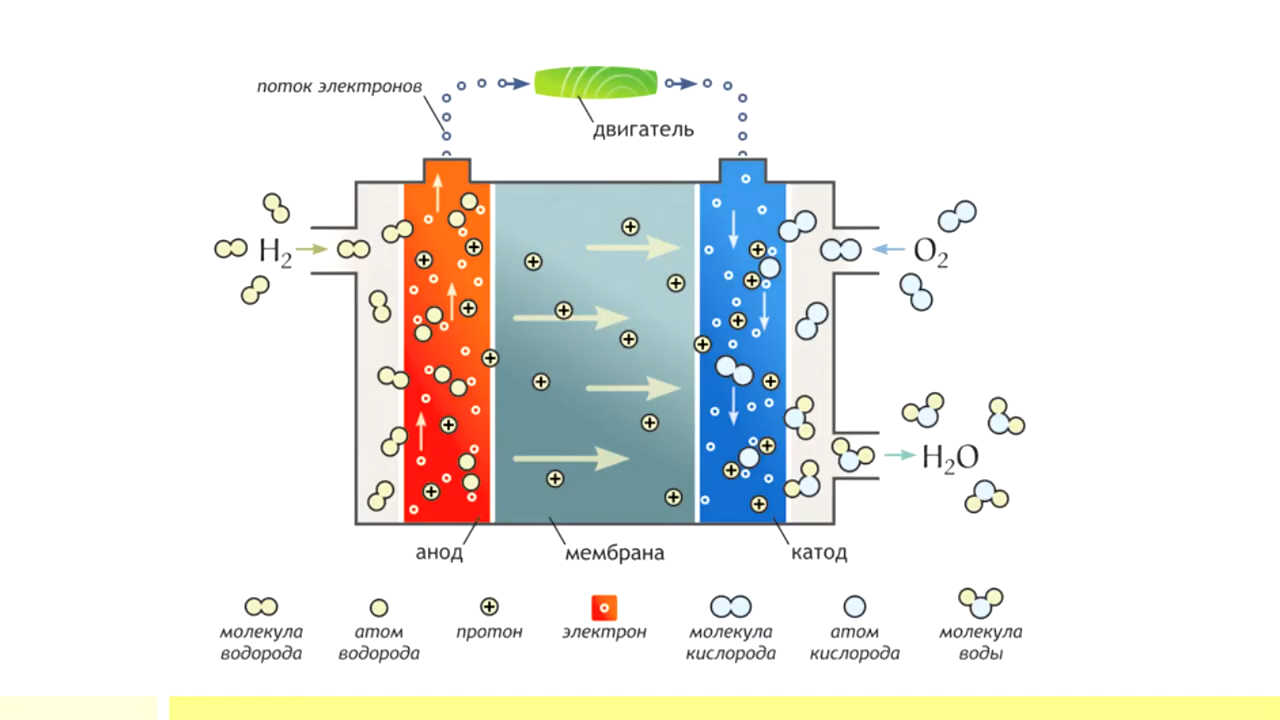 поток электронов
двигатель
H₂
O₂
H₂O
анод
мембрана
катод
молекула
водорода
атом
водорода
протон
электрон
молекула
кислорода
атом
кислорода
молекула
воды